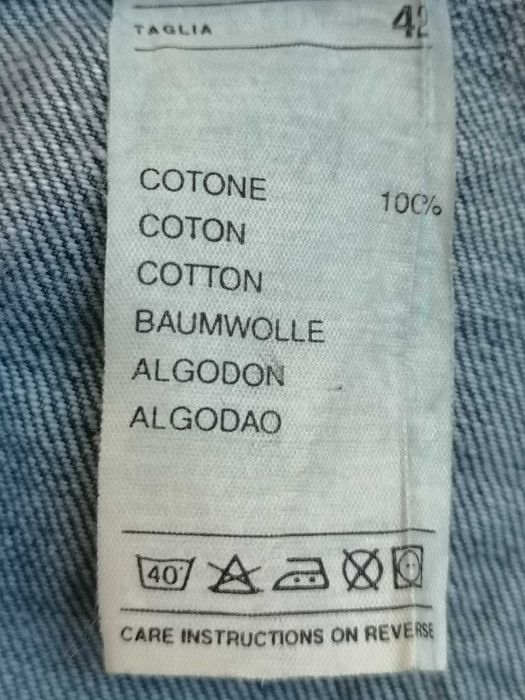 TAGLIA 42
COTONE 100%
COTON
COTTON
BAUMWOLLE
ALGODON
ALGODAO
40°
CARE INSTRUCTIONS ON REVERSE